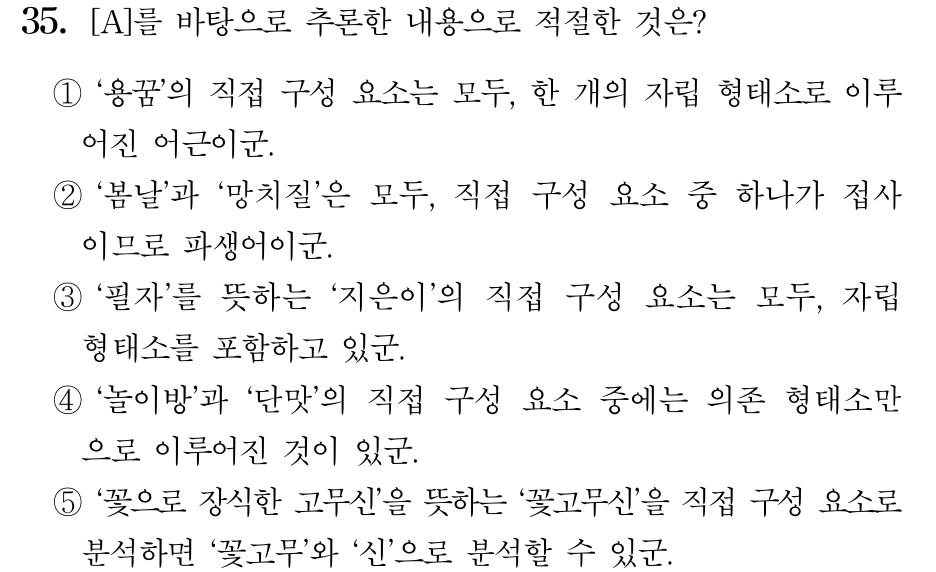 35. [A]를 바탕으로 추론한 내용으로 적절한 것은?
① ‘용꿈’의 직접 구성 요소는 모두, 한 개의 자립 형태소로 이루
어진 어근이군.
② ‘봄날’과 ‘망치질’은 모두, 직접 구성 요소 중 하나가 접사
이므로 파생어이군.
③ ‘필자’를 뜻하는 ‘지은이’의 직접 구성 요소는 모두, 자립
형태소를 포함하고 있군.
④ ‘놀이방’과 ‘단맛’의 직접 구성 요소 중에는 의존 형태소만
으로 이루어진 것이 있군.
⑤ ‘꽃으로 장식한 고무신’을 뜻하는 ‘꽃고무신’을 직접 구성 요소로
분석하면 ‘꽃고무’와 ‘신’으로 분석할 수 있군.